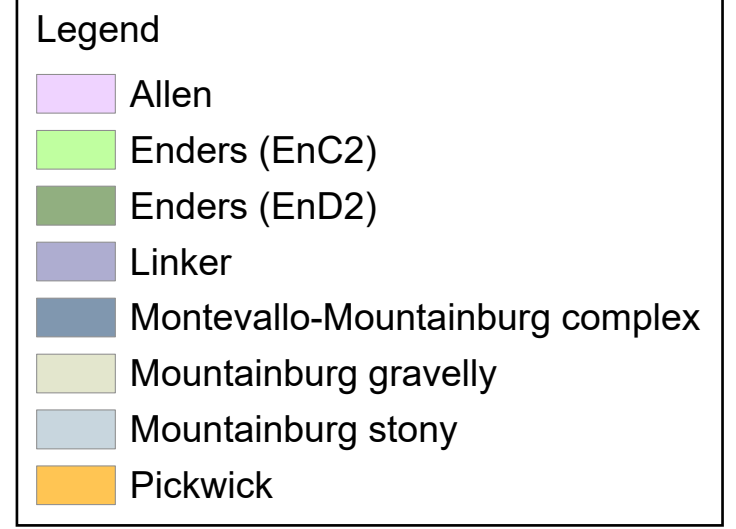 Legend
Allen
Enders (EnC2)
Enders (EnD2)
Linker
Montevallo-Mountainburg complex
Mountainburg gravelly
Mountainburg stony
Pickwick